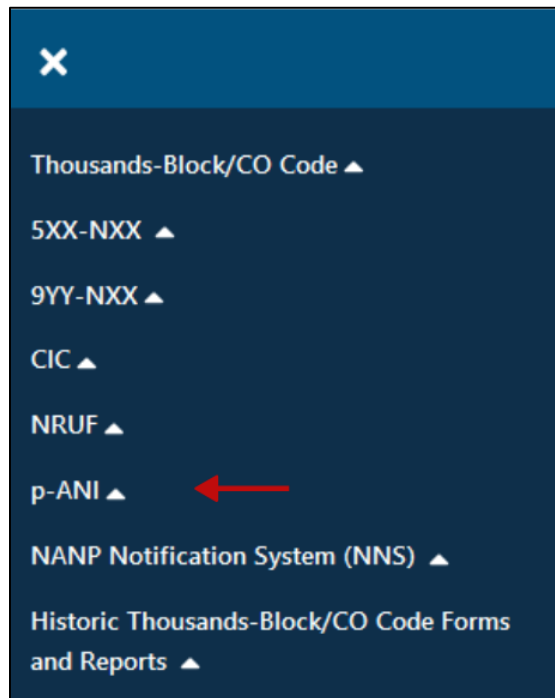 Thousands-Block/CO Code
5XX-NXX
9YY-NXX
CIC
NRUF
p-ANI
NANP Notification System (NNS)
Historic Thousands-Block/CO Code Forms
and Reports